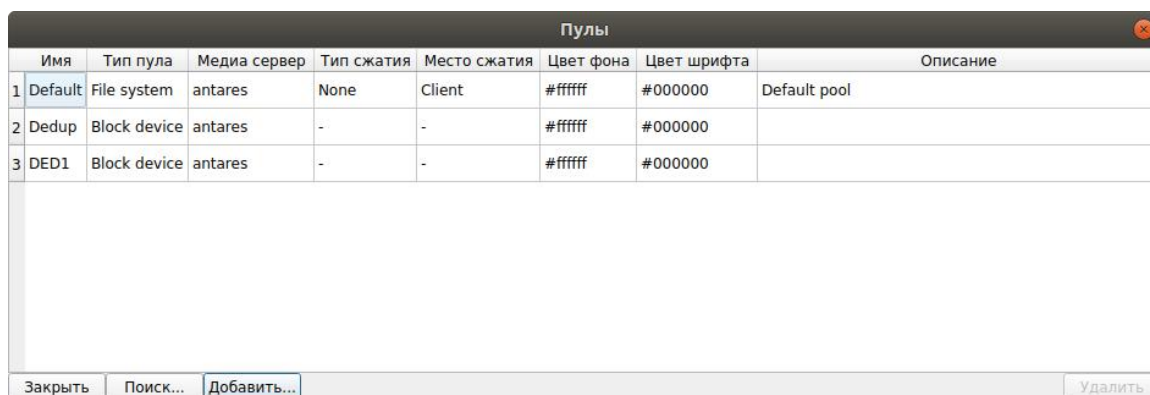 Пулы
Имя Тип пула Медиа сервер Тип сжатия Место сжатия Цвет фона Цвет шрифта Описание
1 Default File system antares None Client #ffffff #000000 Default pool
2 Dedup Block device antares - - #ffffff #000000
3 DED1 Block device antares - - #ffffff #000000
Закрыть Поиск... Добавить... Удалить